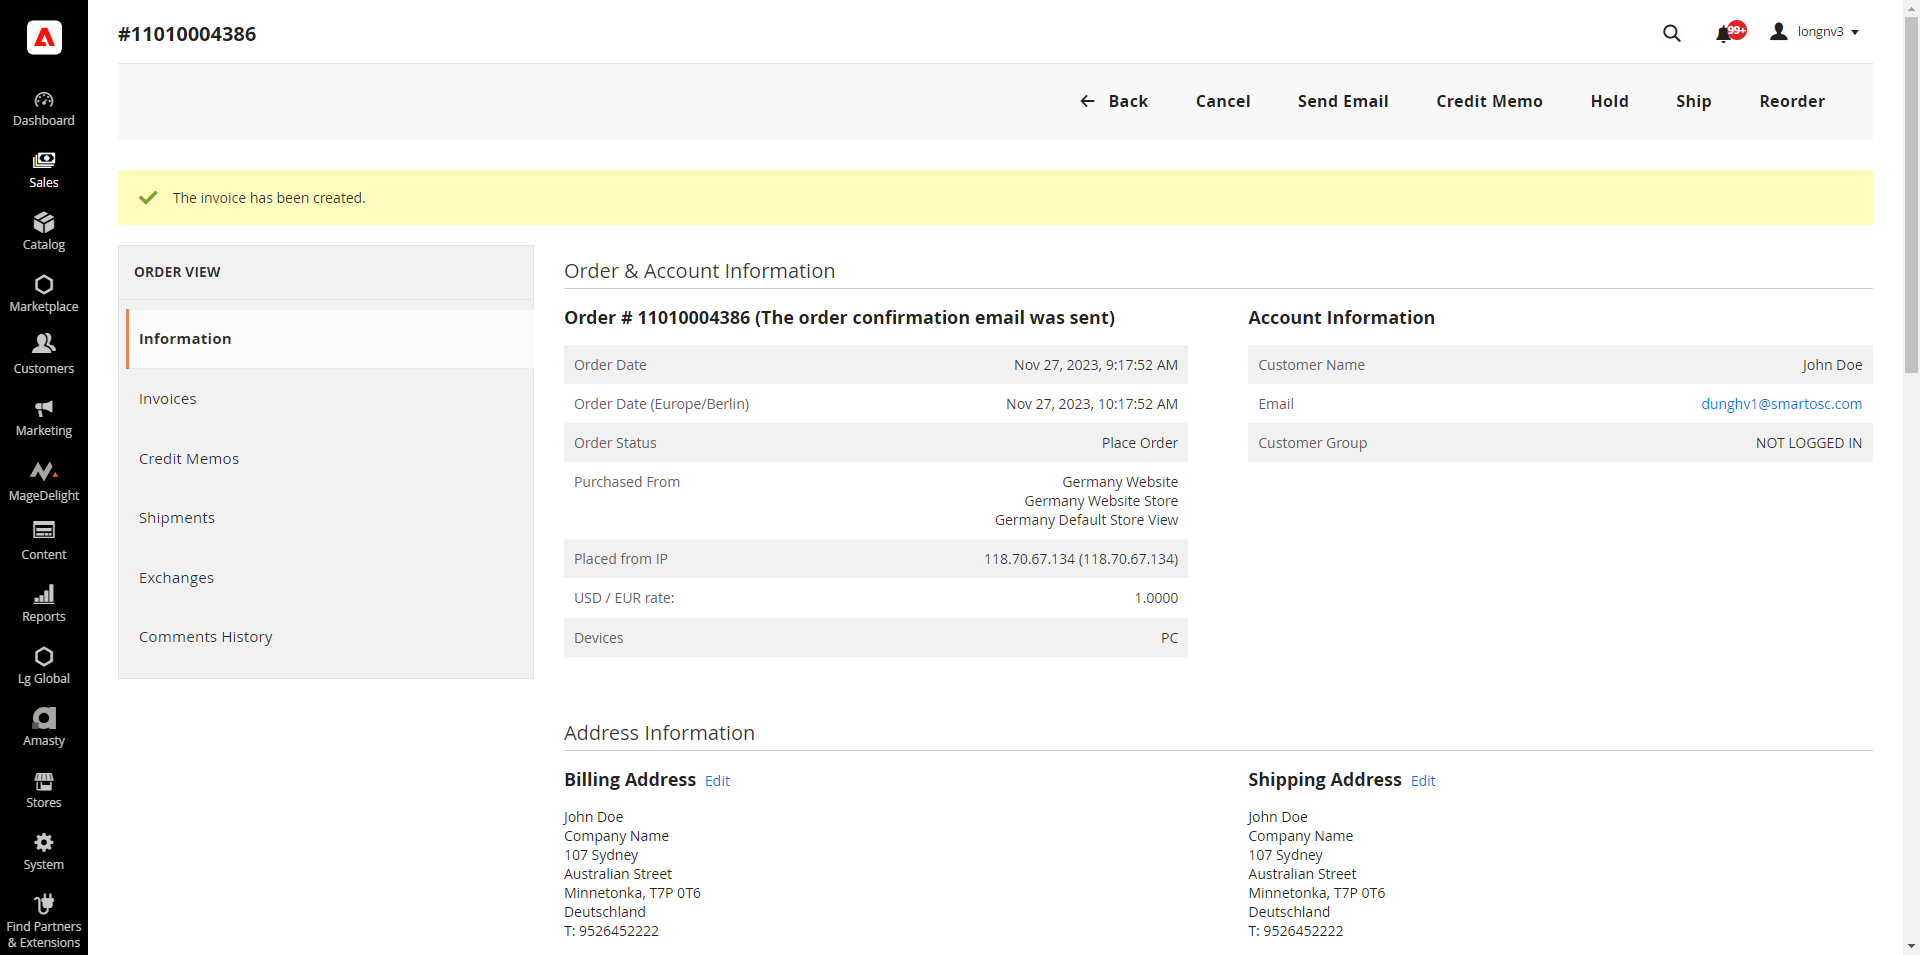 #11010004386
99+
longnv3
Back
Cancel
Send Email
Credit Memo
Hold
Ship
Reorder
Dashboard
Sales
Catalog
Marketplace
Customers
Marketing
MageDelight
Content
Reports
Lg Global
Amasty
Stores
System
Find Partners
& Extensions
The invoice has been created.
ORDER VIEW
Information
Invoices
Credit Memos
Shipments
Exchanges
Comments History
Order & Account Information
Order # 11010004386 (The order confirmation email was sent)
Order Date Nov 27, 2023, 9:17:52 AM
Order Date (Europe/Berlin) Nov 27, 2023, 10:17:52 AM
Order Status Place Order
Purchased From Germany Website
Germany Website Store
Germany Default Store View
Placed from IP 118.70.67.134 (118.70.67.134)
USD / EUR rate: 1.0000
Devices PC
Account Information
Customer Name John Doe
Email dunghv1@smartosc.com
Customer Group NOT LOGGED IN
Address Information
Billing Address Edit
John Doe
Company Name
107 Sydney
Australian Street
Minnetonka, T7P 0T6
Deutschland
T: 9526452222
Shipping Address Edit
John Doe
Company Name
107 Sydney
Australian Street
Minnetonka, T7P 0T6
Deutschland
T: 9526452222